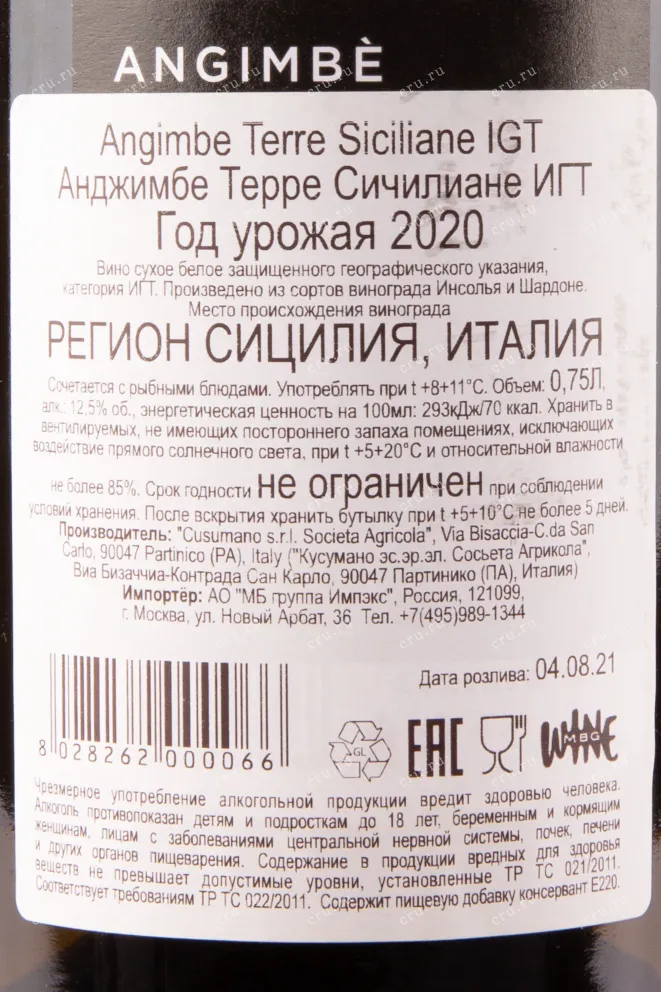 ANGIMBÈ
Angimbe Terre Siciliane IGT
Анджимбе Терре Сичилиане ИГТ
Год урожая 2020
Вино сухое белое защищенного географического указания,
категория ИГТ. Произведено из сортов винограда Инсолья и Шардоне.
Место происхождения винограда
РЕГИОН СИЦИЛИЯ, ИТАЛИЯ
Сочетается с рыбными блюдами. Употреблять при t +8+11°С. Объем: 0,75Л,
алк.: 12,5% об., энергетическая ценность на 100мл: 293кДж/70 ккал. Хранить в
вентилируемых, не имеющих постороннего запаха помещениях, исключающих
воздействие прямого солнечного света, при t +5+20°С и относительной влажности
не более 85%. Срок годности не ограничен при соблюдении
условий хранения. После вскрытия хранить бутылку при t +5+10°С не более 5 дней.
Производитель: "Cusumano s.r.l. Societa Agricola", Via Bisaccia-C.da San
Carlo, 90047 Partinico (PA), Italy ("Кусумано эс.эр.эл. Сосьета Агрикола",
Виа Бизаччиа-Контрада Сан Карло, 90047 Партинико (ПА), Италия)
Импортёр: АО "МБ группа Импэкс", Россия, 121099,
г. Москва, ул. Новый Арбат, 36 Тел. +7(495)989-1344
Дата розлива: 04.08.21
8 028262 000066
GL
EAC
WINE
MBG
Чрезмерное употребление алкогольной продукции вредит здоровью человека.
Алкоголь противопоказан детям и подросткам до 18 лет, беременным и кормящим
женщинам, лицам с заболеваниями центральной нервной системы, почек, печени
и других органов пищеварения. Содержание в продукции вредных для здоровья
веществ не превышает допустимые уровни, установленные ТР ТС 021/2011.
Соответствует требованиям ТР ТС 022/2011. Содержит пищевую добавку консервант Е220.